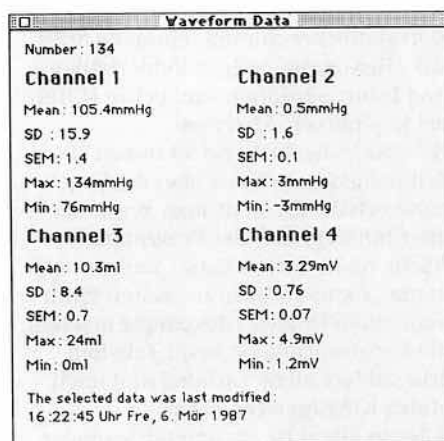 Waveform Data
Number : 134
Channel 1
Mean : 105.4mmHg
SD : 15.9
SEM : 1.4
Max : 134mmHg
Min : 76mmHg
Channel 2
Mean : 0.5mmHg
SD : 1.6
SEM : 0.1
Max : 3mmHg
Min : -3mmHg
Channel 3
Mean : 10.3ml
SD : 8.4
SEM : 0.7
Max : 24ml
Min : 0ml
Channel 4
Mean : 3.29mV
SD : 0.76
SEM : 0.07
Max : 4.9mV
Min : 1.2mV
The selected data was last modified :
16:22:45 Uhr Fre, 6. Mär 1987